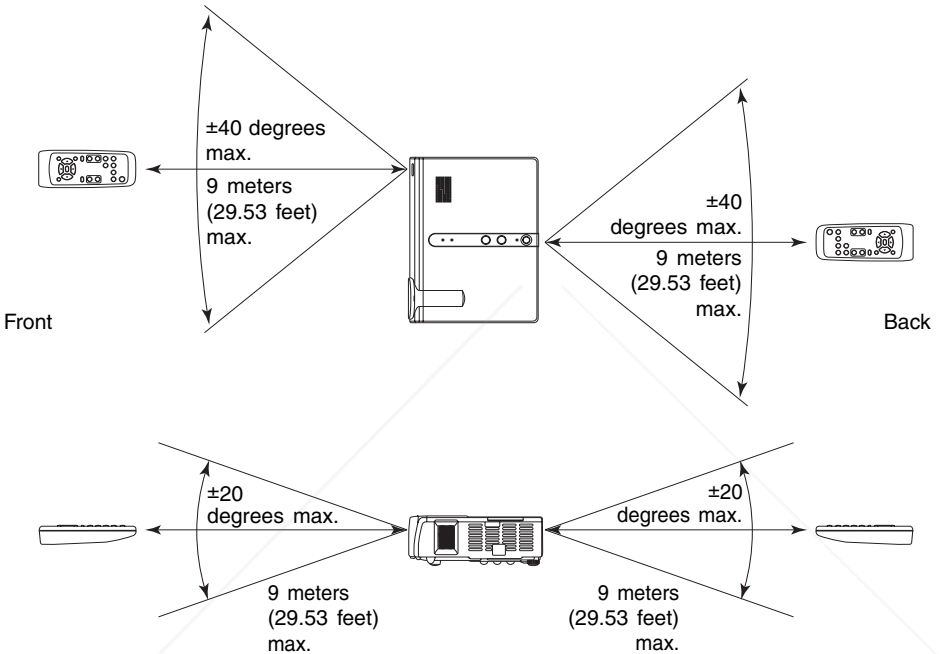 ±40 degrees
max.
9 meters
(29.53 feet)
max.
±40
degrees max.
9 meters
(29.53 feet)
max.
Front
Back
±20
degrees max.
±20
degrees max.
9 meters
(29.53 feet)
max.
9 meters
(29.53 feet)
max.